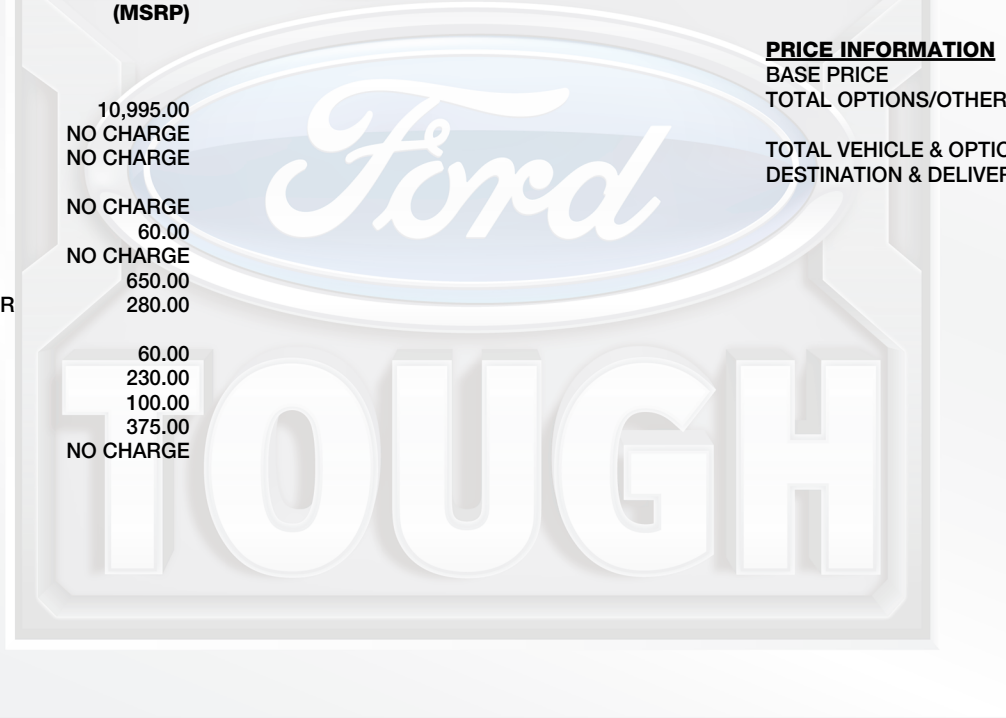 (MSRP)
10,995.00
NO CHARGE
NO CHARGE
NO CHARGE
60.00
NO CHARGE
650.00
R 280.00
60.00
230.00
100.00
375.00
NO CHARGE
PRICE INFORMATION
BASE PRICE
TOTAL OPTIONS/OTHER
TOTAL VEHICLE & OPTIO
DESTINATION & DELIVER
Ford
TOUGH